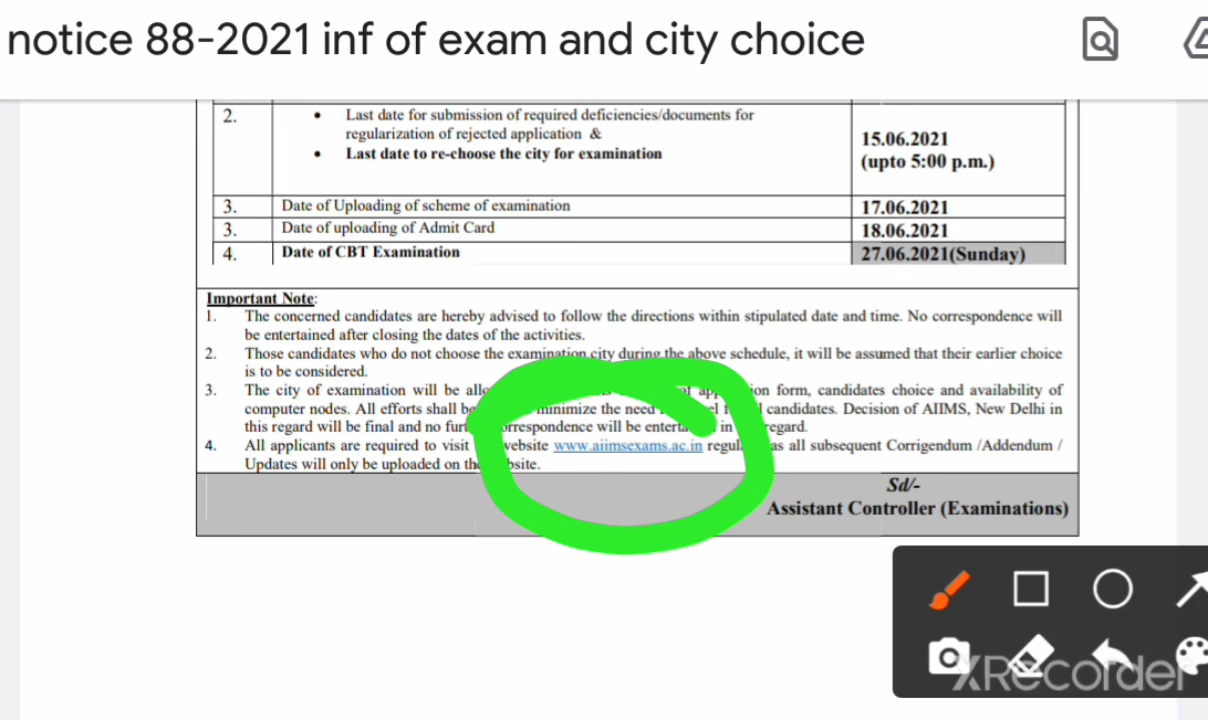 notice 88-2021 inf of exam and city choice
2. • Last date for submission of required deficiencies/documents for
regularization of rejected application &
• Last date to re-choose the city for examination
15.06.2021
(upto 5:00 p.m.)
3. Date of Uploading of scheme of examination 17.06.2021
3. Date of uploading of Admit Card 18.06.2021
4. Date of CBT Examination 27.06.2021(Sunday)
Important Note:
1. The concerned candidates are hereby advised to follow the directions within stipulated date and time. No correspondence will
be entertained after closing the dates of the activities.
2. Those candidates who do not choose the examination city during the above schedule, it will be assumed that their earlier choice
is to be considered.
3. The city of examination will be form, candidates choice and availability of
computer nodes. All efforts shall minimize the need candidates. Decision of AIIMS, New Delhi in
this regard will be final and no correspondence will be in regard.
4. All applicants are required to visit website www.aiimsexams.ac.in as all subsequent Corrigendum /Addendum /
Updates will only be uploaded on
Sd/-
Assistant Controller (Examinations)
XRecorder